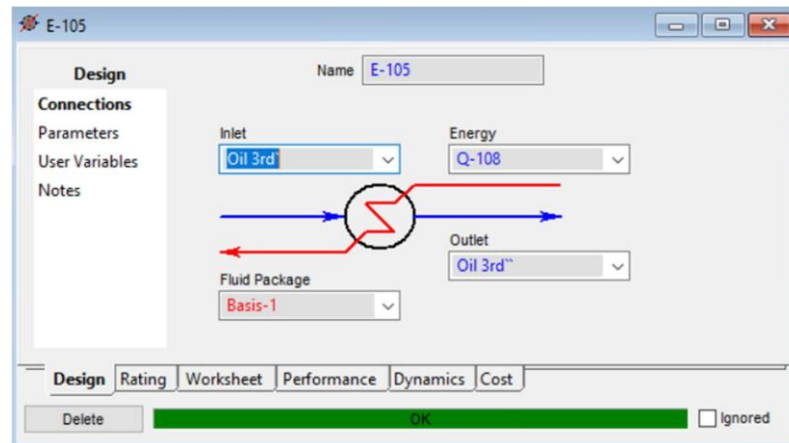 E-105
Design
Connections
Parameters
User Variables
Notes
Name E-105
Inlet
Oil 3rd`
Energy
Q-108
Outlet
Oil 3rd``
Fluid Package
Basis-1
Design Rating Worksheet Performance Dynamics Cost
Delete OK Ignored